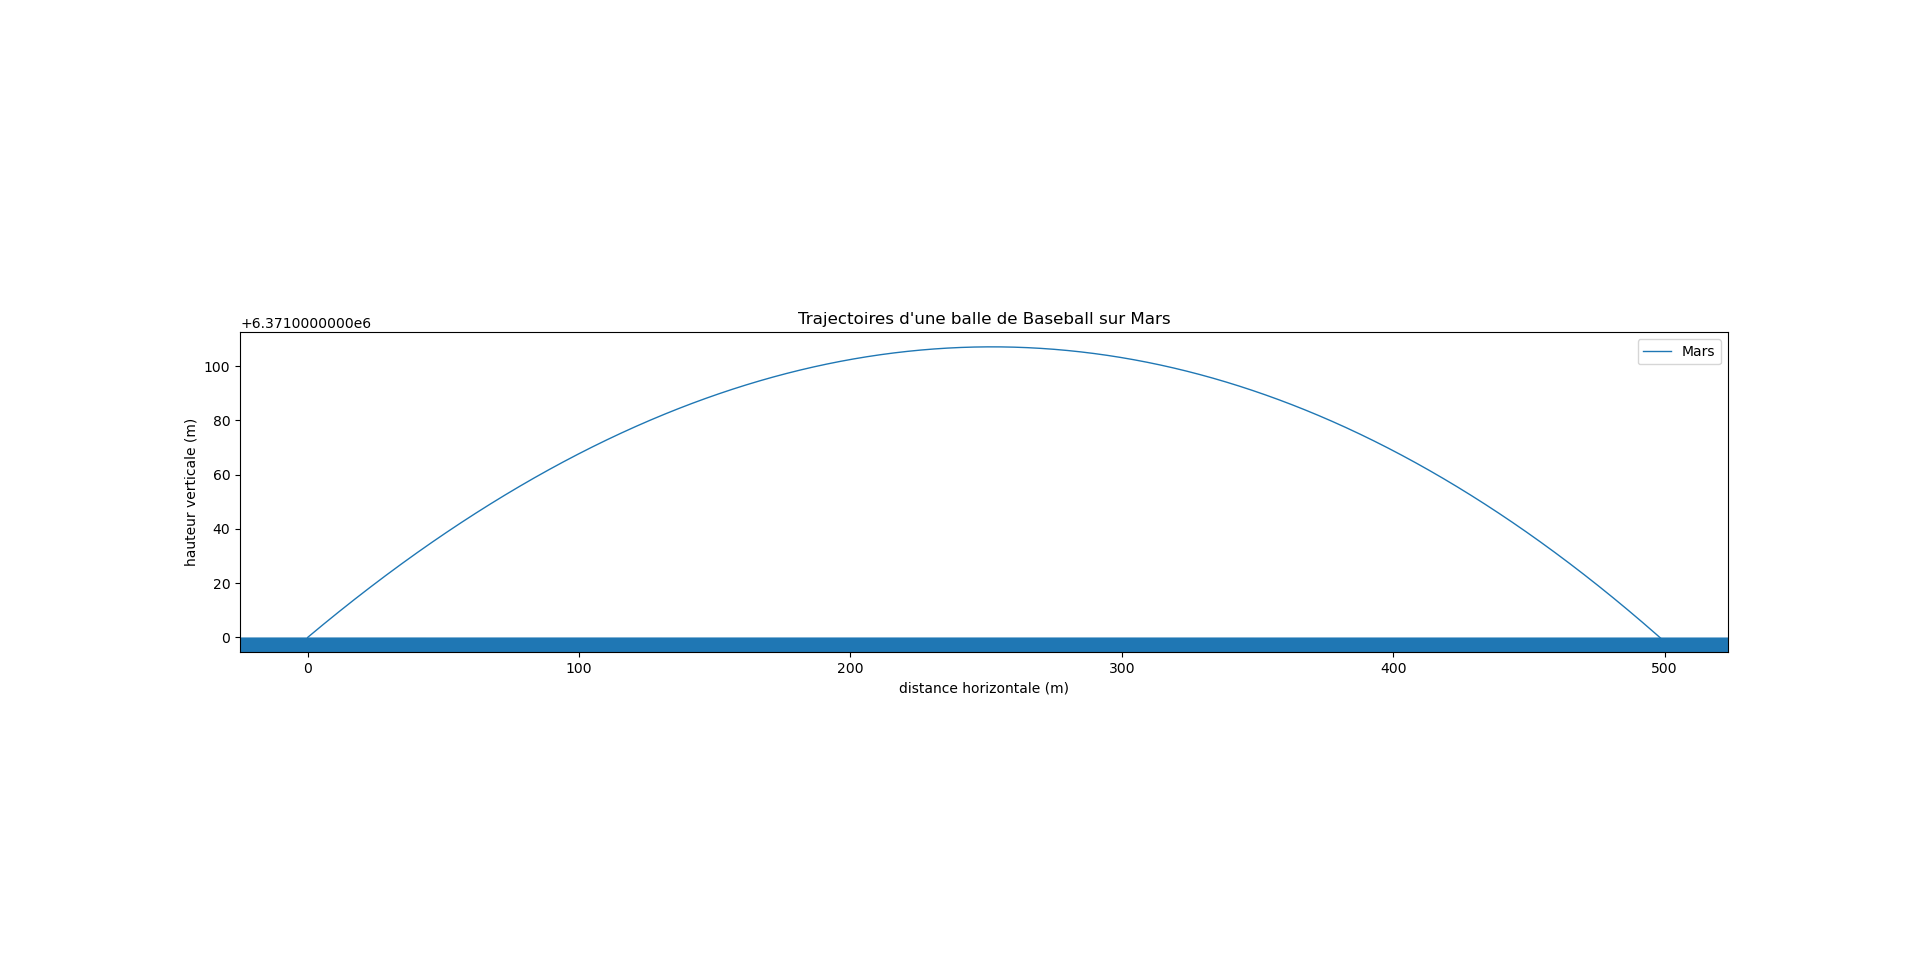 Trajectoires d'une balle de Baseball sur Mars
+6.3710000000e6
Mars
hauteur verticale (m)
100
80
60
40
20
0
0 100 200 300 400 500
distance horizontale (m)